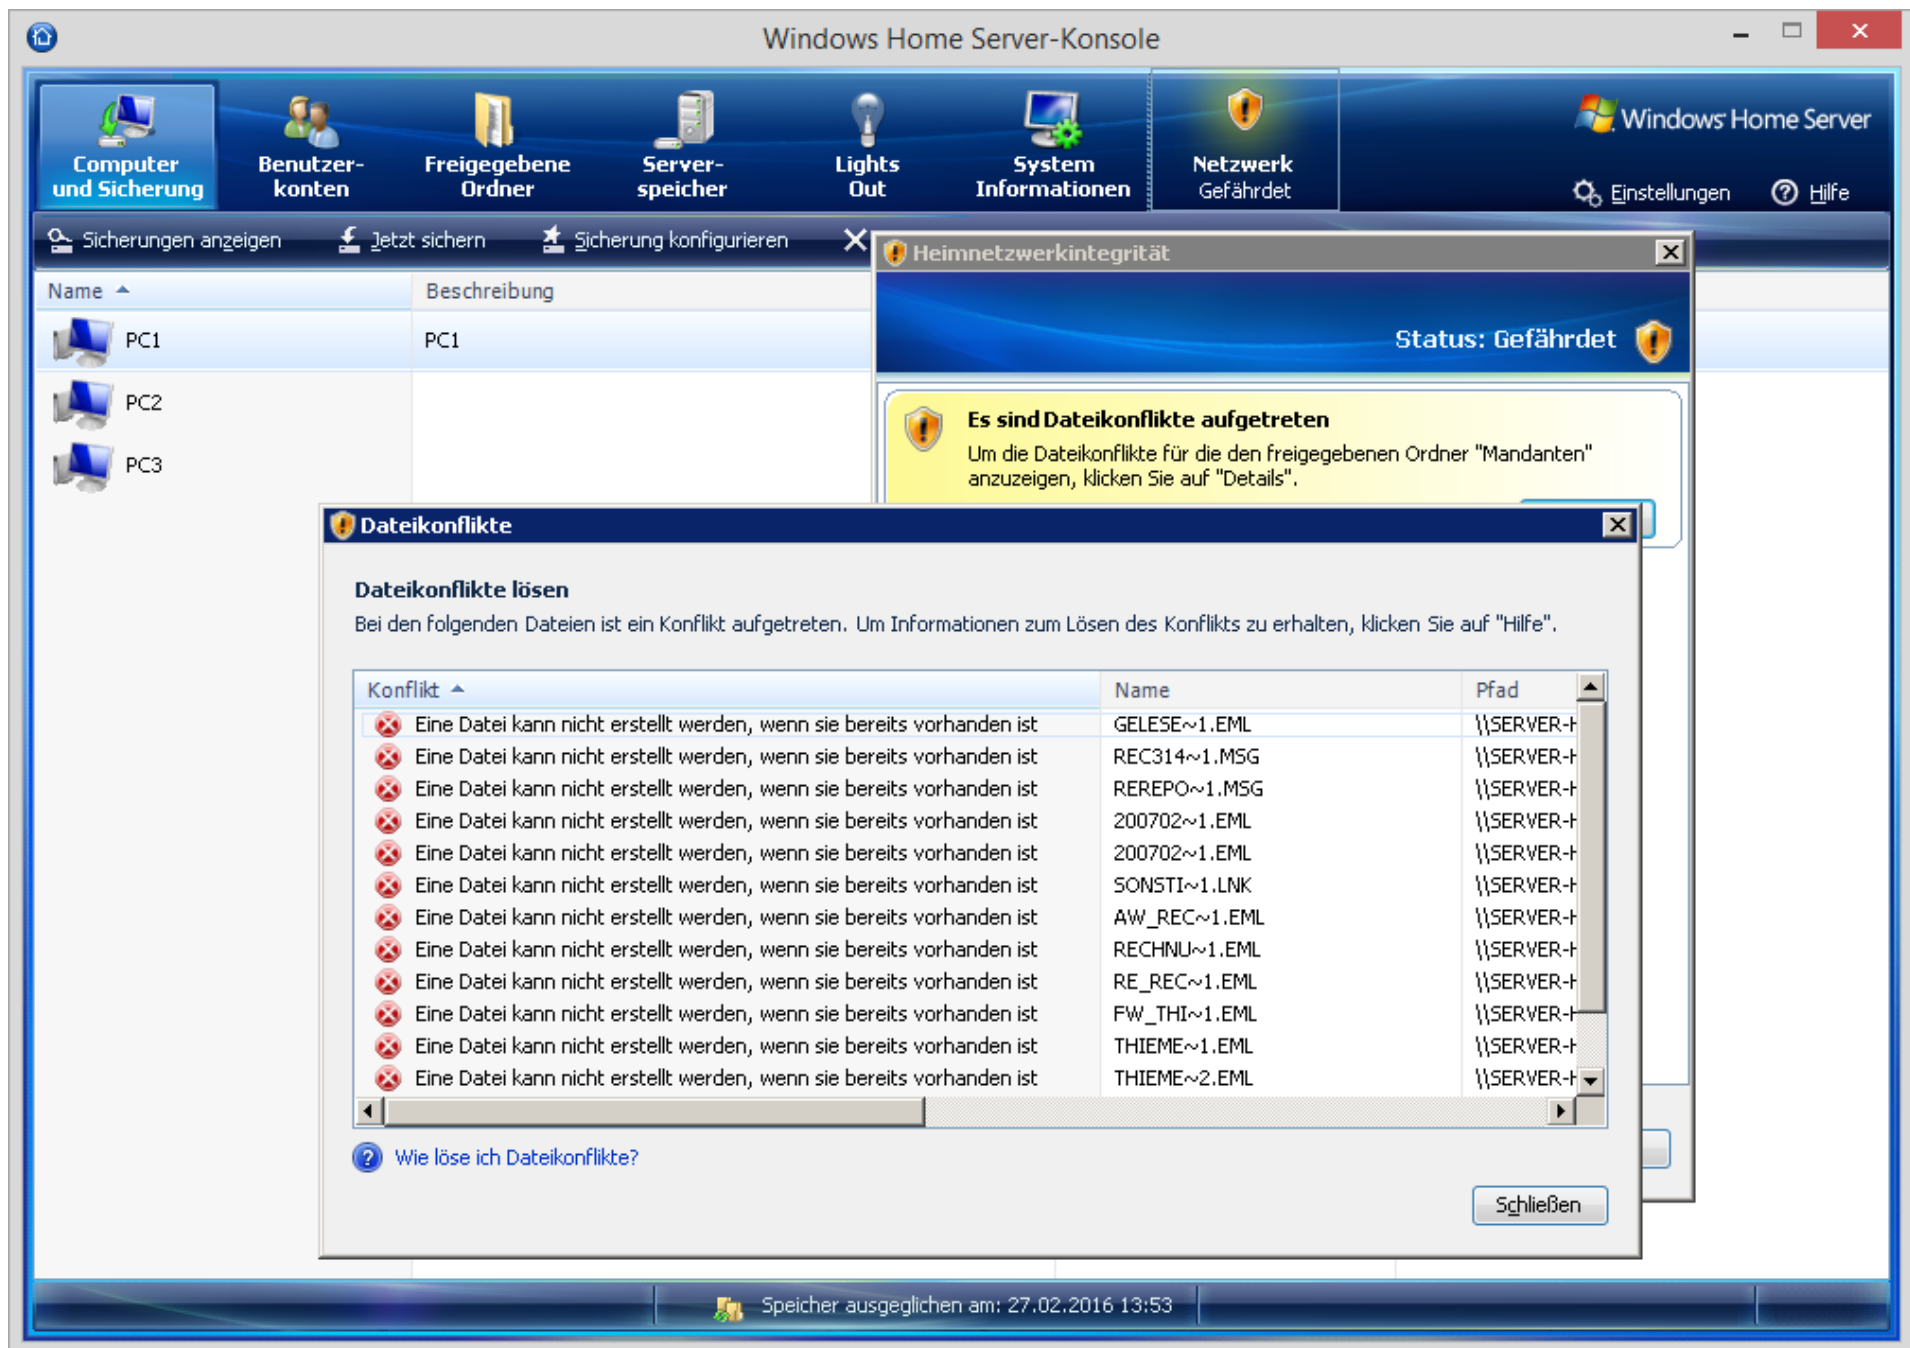 Windows Home Server-Konsole
Computer und Sicherung
Benutzer-konten
Freigegebene Ordner
Server-speicher
Lights Out
System Informationen
Netzwerk
Gefährdet
Windows Home Server
Einstellungen
Hilfe
Sicherungen anzeigen
Jetzt sichern
Sicherung konfigurieren
Name
Beschreibung
PC1
PC1
PC2
PC3
Heimnetzwerkintegrität
Status: Gefährdet
Es sind Dateikonflikte aufgetreten
Um die Dateikonflikte für die den freigegebenen Ordner "Mandanten"
anzuzeigen, klicken Sie auf "Details".
Dateikonflikte
Dateikonflikte lösen
Bei den folgenden Dateien ist ein Konflikt aufgetreten. Um Informationen zum Lösen des Konflikts zu erhalten, klicken Sie auf "Hilfe".
Konflikt Name Pfad
Eine Datei kann nicht erstellt werden, wenn sie bereits vorhanden ist GELESE~1.EML \\SERVER-H
Eine Datei kann nicht erstellt werden, wenn sie bereits vorhanden ist REC314~1.MSG \\SERVER-H
Eine Datei kann nicht erstellt werden, wenn sie bereits vorhanden ist REREPO~1.MSG \\SERVER-H
Eine Datei kann nicht erstellt werden, wenn sie bereits vorhanden ist 200702~1.EML \\SERVER-H
Eine Datei kann nicht erstellt werden, wenn sie bereits vorhanden ist 200702~1.EML \\SERVER-H
Eine Datei kann nicht erstellt werden, wenn sie bereits vorhanden ist SONSTI~1.LNK \\SERVER-H
Eine Datei kann nicht erstellt werden, wenn sie bereits vorhanden ist AW_REC~1.EML \\SERVER-H
Eine Datei kann nicht erstellt werden, wenn sie bereits vorhanden ist RECHNU~1.EML \\SERVER-H
Eine Datei kann nicht erstellt werden, wenn sie bereits vorhanden ist RE_REC~1.EML \\SERVER-H
Eine Datei kann nicht erstellt werden, wenn sie bereits vorhanden ist FW_THI~1.EML \\SERVER-H
Eine Datei kann nicht erstellt werden, wenn sie bereits vorhanden ist THIEME~1.EML \\SERVER-H
Eine Datei kann nicht erstellt werden, wenn sie bereits vorhanden ist THIEME~2.EML \\SERVER-H
Wie löse ich Dateikonflikte?
Schließen
Speicher ausgeglichen am: 27.02.2016 13:53